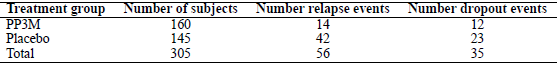 Treatment group Number of subjects Number relapse events Number dropout events
PP3M 160 14 12
Placebo 145 42 23
Total 305 56 35